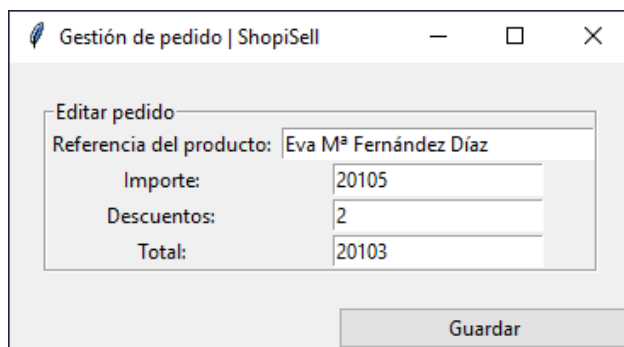 Gestión de pedido | ShopiSell
Editar pedido
Referencia del producto: Eva Mª Fernández Díaz
Importe: 20105
Descuentos: 2
Total: 20103
Guardar